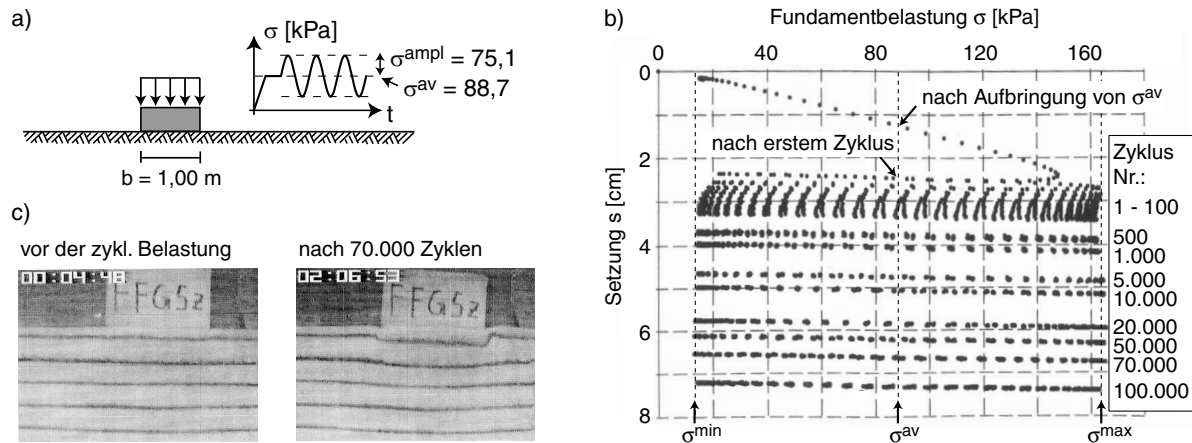 a)
σ [kPa]
σ^ampl = 75,1
σ^av = 88,7
t
b = 1,00 m
c)
vor der zykl. Belastung
nach 70.000 Zyklen
00:04:48
FFG5z
02:06:53
FFG5z
b)
Fundamentbelastung σ [kPa]
0 40 80 120 160
Setzung s [cm]
0
2
4
6
8
nach Aufbringung von σ^av
nach erstem Zyklus
Zyklus
Nr.:
1 - 100
500
1.000
5.000
10.000
20.000
50.000
70.000
100.000
σ^min σ^av σ^max